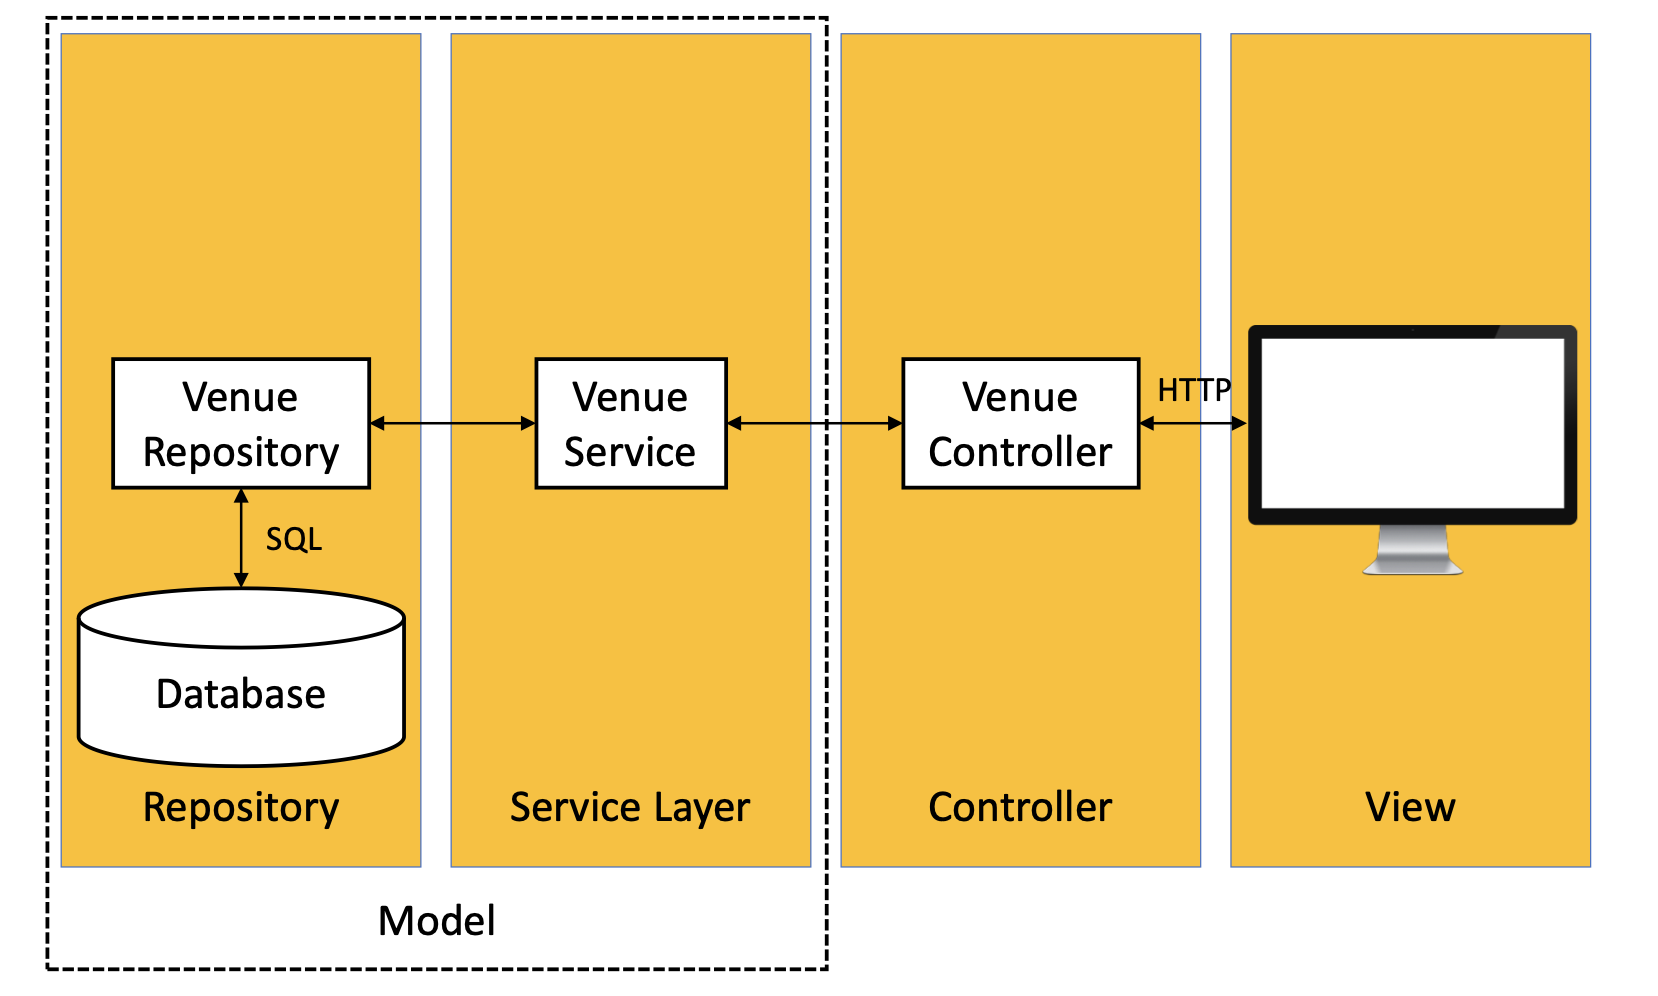 Venue
Repository
Venue
Service
Venue
Controller
HTTP
SQL
Database
Repository
Service Layer
Controller
View
Model